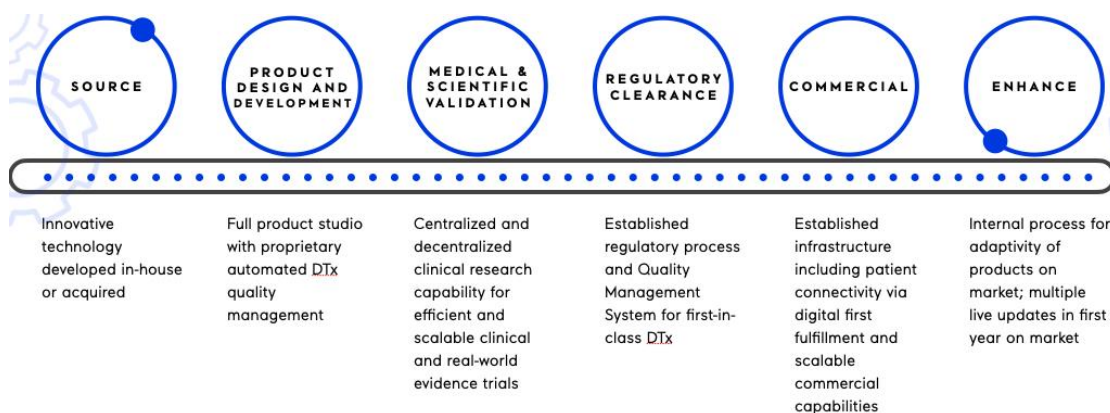 SOURCE
PRODUCT
DESIGN AND
DEVELOPMENT
MEDICAL &
SCIENTIFIC
VALIDATION
REGULATORY
CLEARANCE
COMMERCIAL
ENHANCE
Innovative
technology
developed in-house
or acquired
Full product studio
with proprietary
automated DTx
quality
management
Centralized and
decentralized
clinical research
capability for
efficient and
scalable clinical
and real-world
evidence trials
Established
regulatory process
and Quality
Management
System for first-in-
class DTx
Established
infrastructure
including patient
connectivity via
digital first
fulfillment and
scalable
commercial
capabilities
Internal process for
adaptivity of
products on
market; multiple
live updates in first
year on market